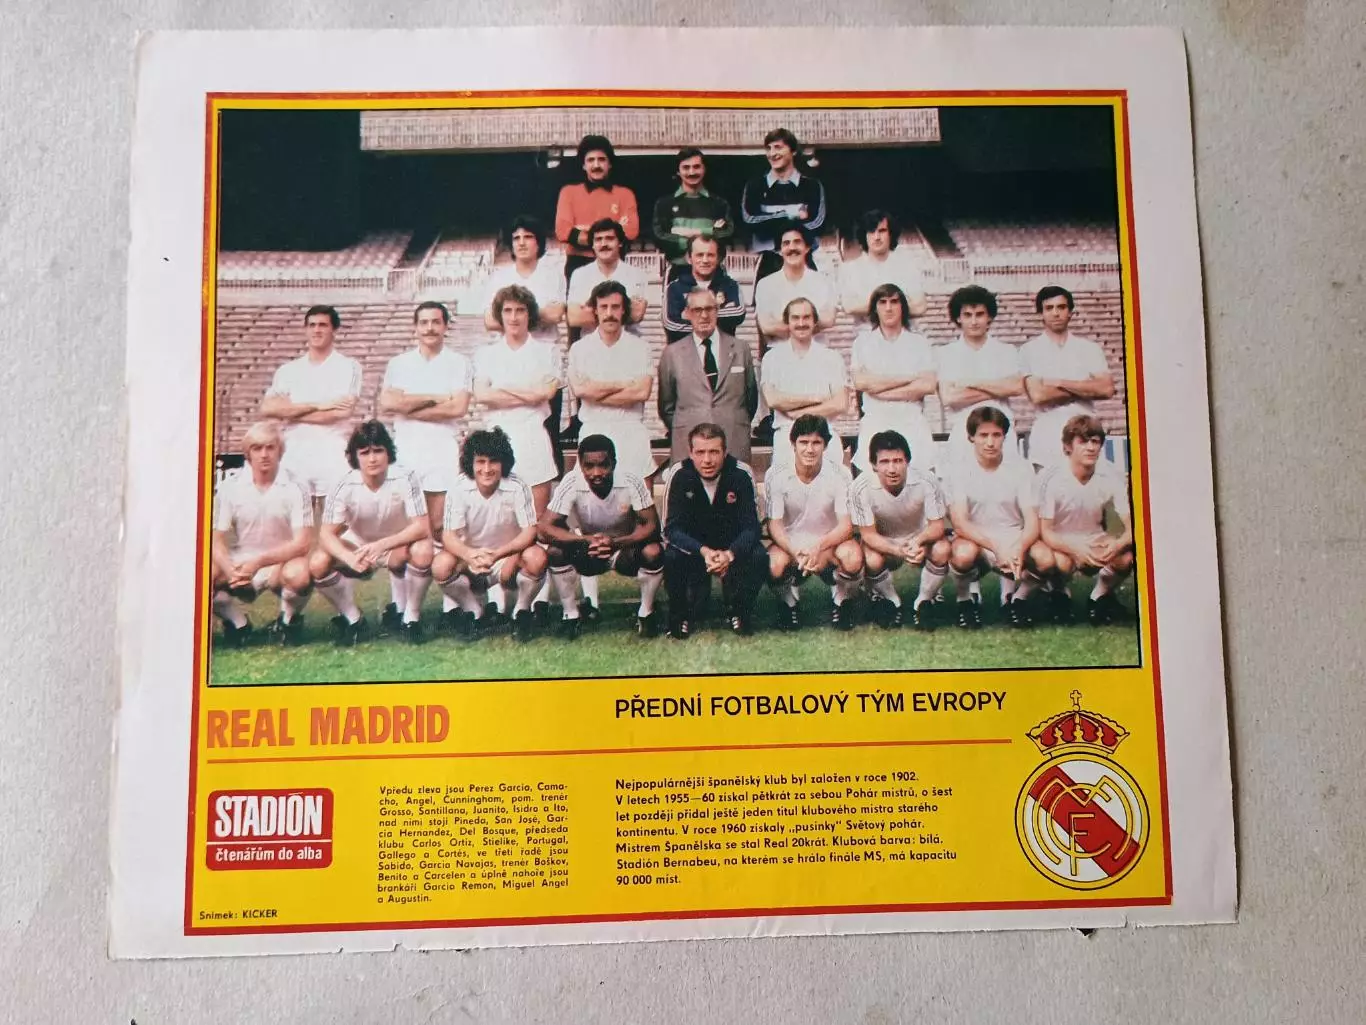 REAL MADRID
PŘEDNÍ FOTBALOVÝ TÝM EVROPY
STADIÓN
čtenářům do alba
Vpředu zleva jsou Perez Garcia, Cama-
cho, Angel, Cunningham, pom. trenér
Grosso, Santillana, Juanito, Isidro a Ito,
nad nimi stojí Pineda, San José, Gar-
cia Hernandez, Del Bosque, předseda
klubu Carlos Ortiz, Stielike, Portugal,
Gallego a Cortés, ve třetí řadě jsou
Sabido, Garcia Navajas, trenér Boškov,
Benito a Carcelen a úplně nahoře jsou
brankáři Garcia Remon, Miguel Angel
a Augustin.
Nejpopulárnější španělský klub byl založen v roce 1902.
V letech 1955—60 získal pětkrát za sebou Pohár mistrů, o šest
let později přidal ještě jeden titul klubového mistra starého
kontinentu. V roce 1960 získaly „pusinky" Světový pohár.
Mistrem Španělska se stal Real 20krát. Klubová barva: bílá.
Stadión Bernabeu, na kterém se hrálo finále MS, má kapacitu
90 000 míst.
Snímek: KICKER